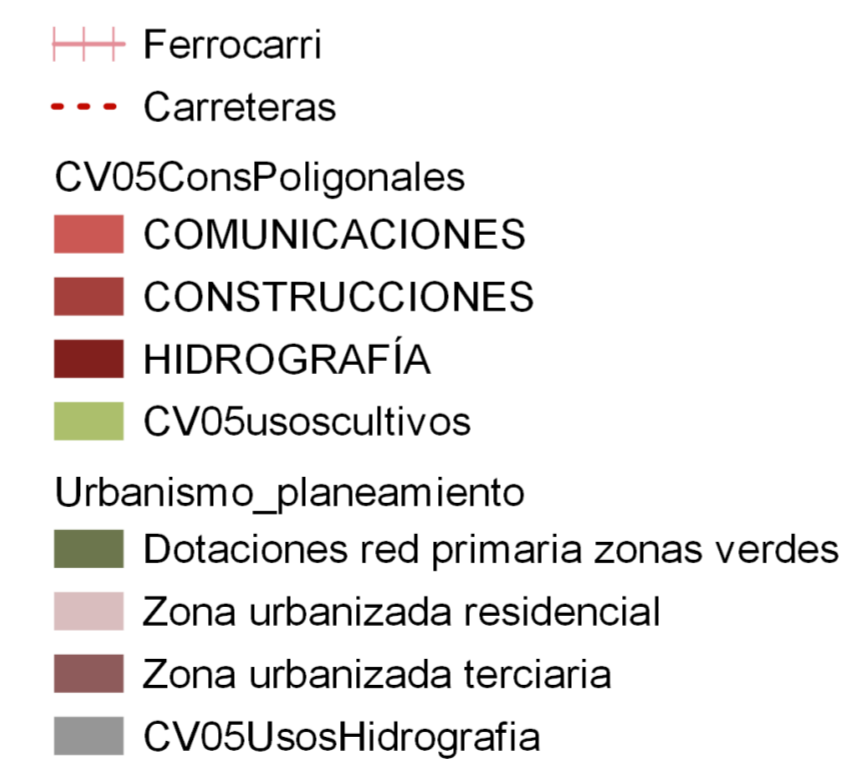 Ferrocarri
Carreteras
CV05ConsPoligonales
COMUNICACIONES
CONSTRUCCIONES
HIDROGRAFÍA
CV05usoscultivos
Urbanismo_planeamiento
Dotaciones red primaria zonas verdes
Zona urbanizada residencial
Zona urbanizada terciaria
CV05UsosHidrografia